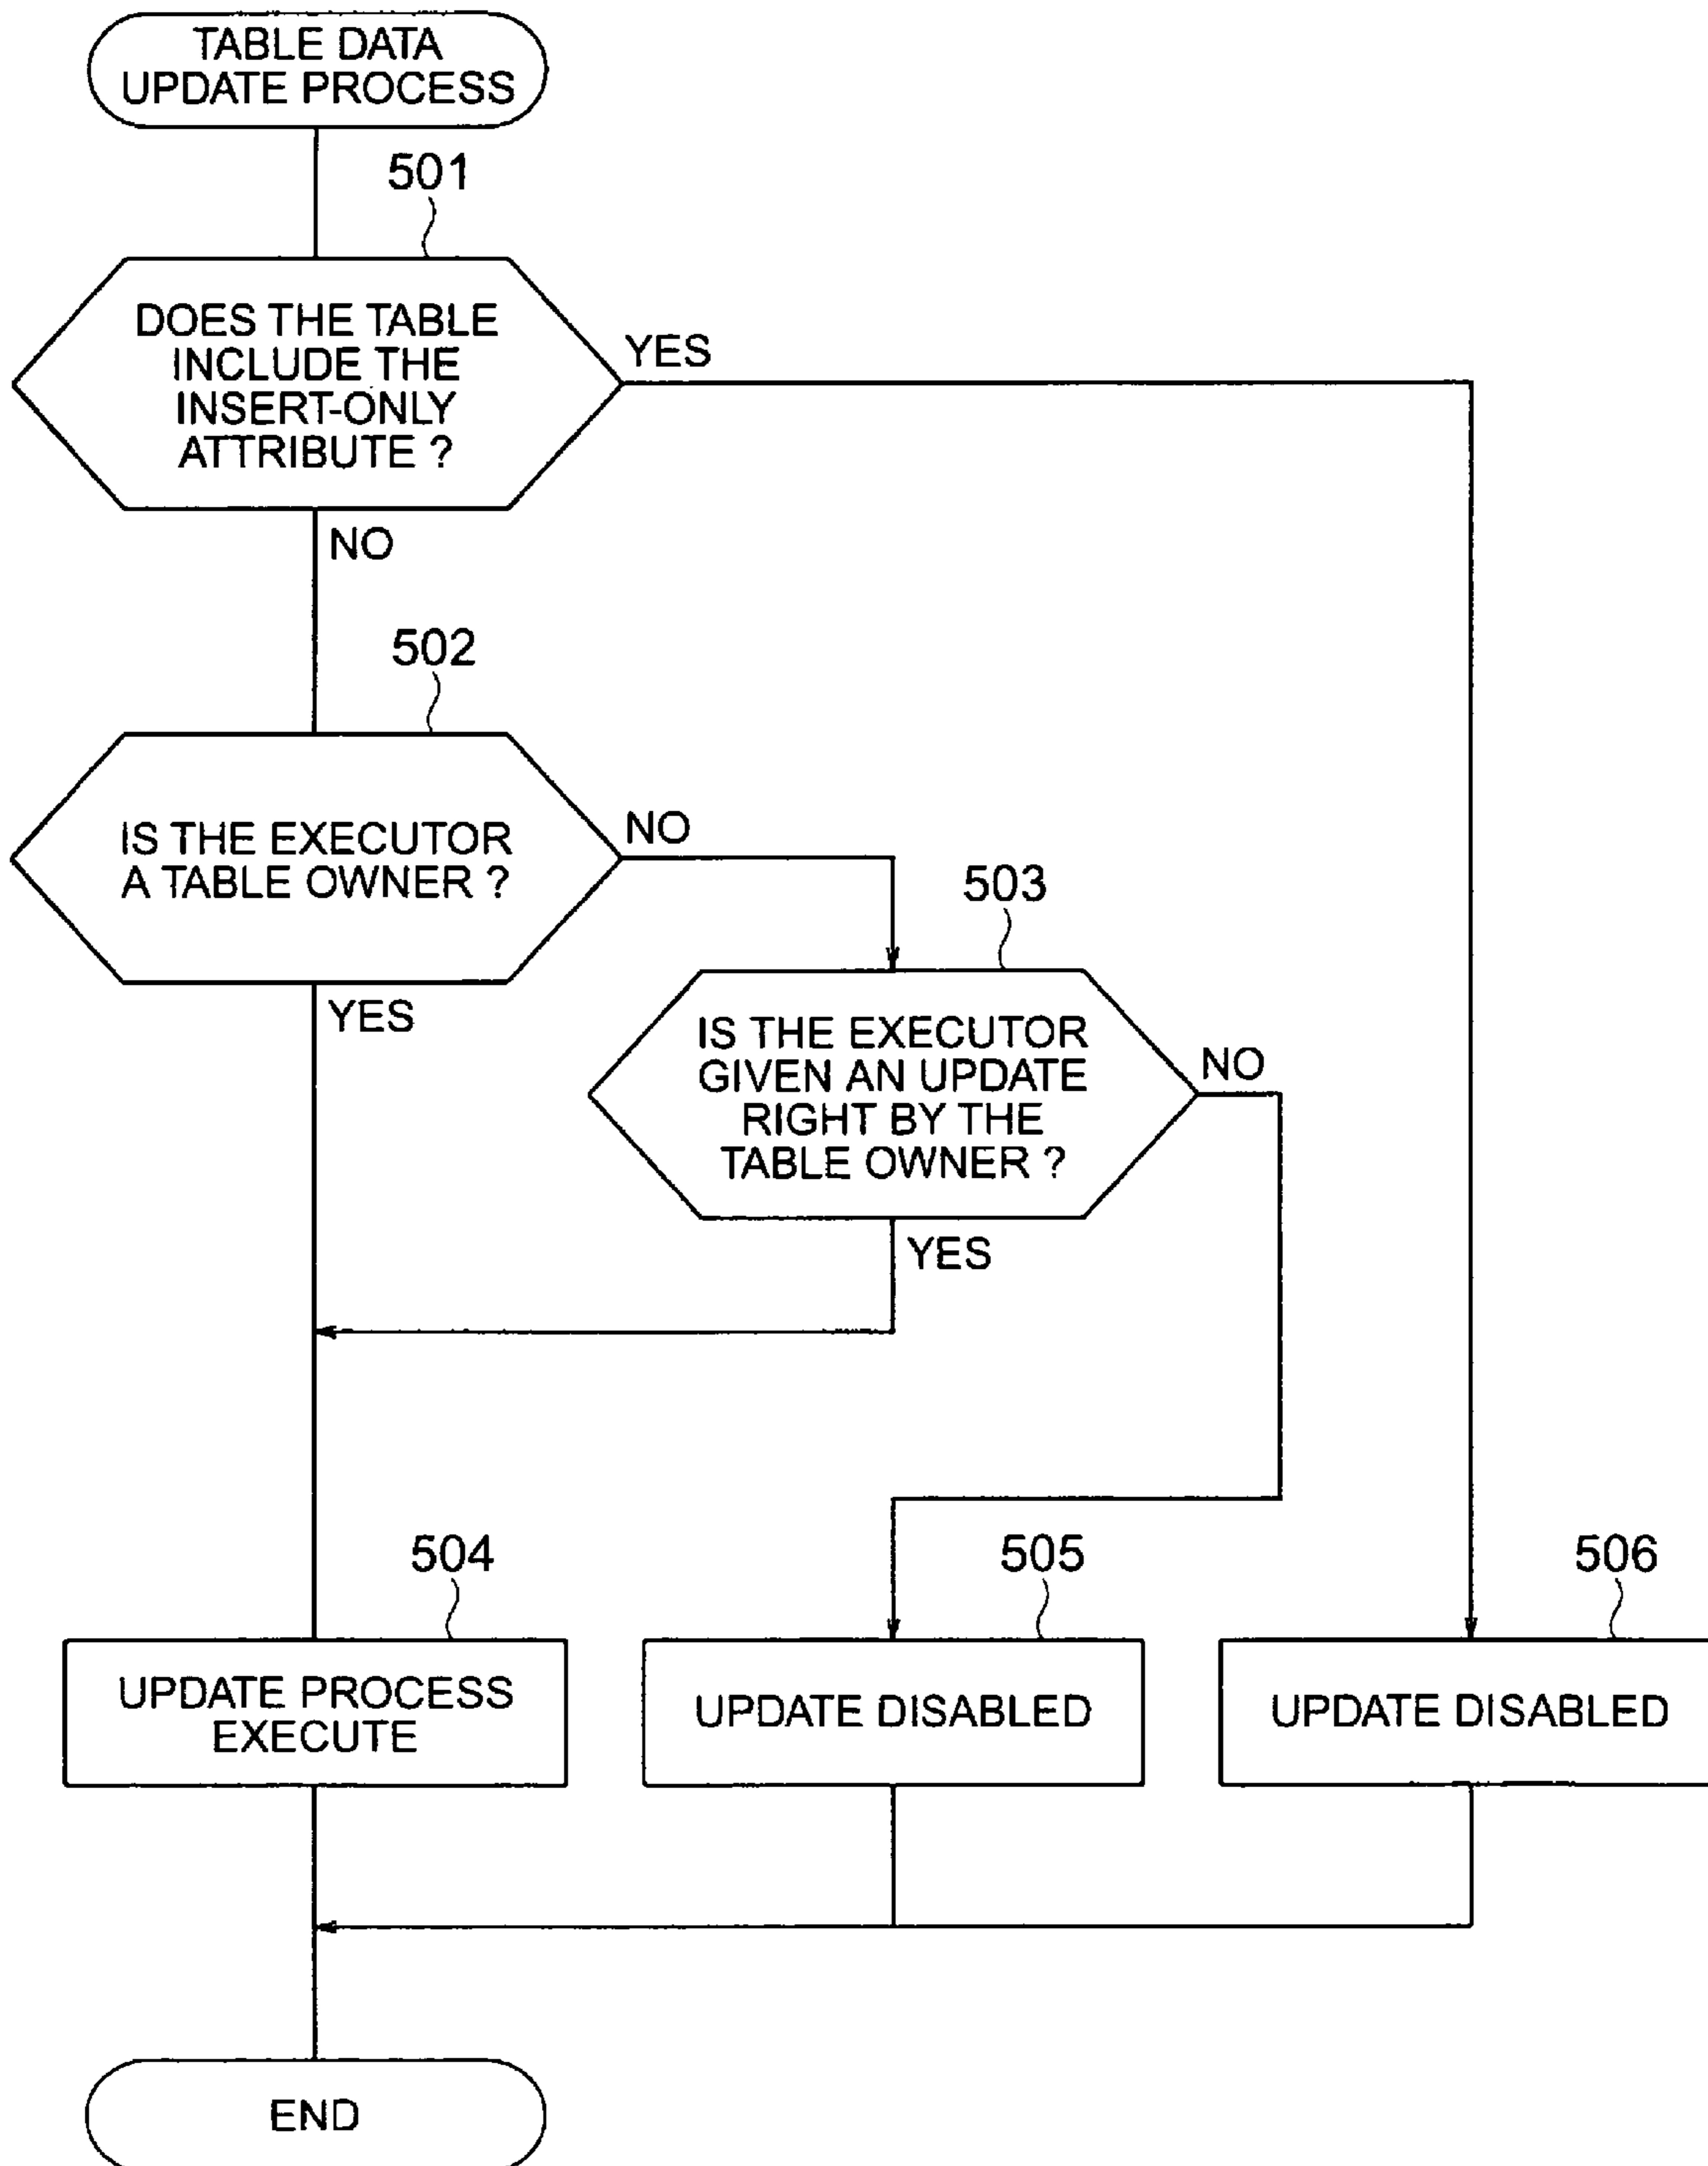 TABLE DATA
UPDATE PROCESS
501
DOES THE TABLE
INCLUDE THE
INSERT-ONLY
ATTRIBUTE ?
YES
NO
502
IS THE EXECUTOR
A TABLE OWNER ?
NO
YES
503
IS THE EXECUTOR
GIVEN AN UPDATE
RIGHT BY THE
TABLE OWNER ?
NO
YES
504
UPDATE PROCESS
EXECUTE
505
UPDATE DISABLED
506
UPDATE DISABLED
END